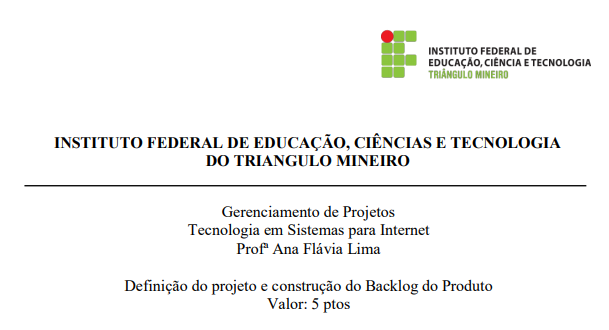 INSTITUTO FEDERAL DE
EDUCAÇÃO, CIÊNCIA E TECNOLOGIA
TRIÂNGULO MINEIRO
INSTITUTO FEDERAL DE EDUCAÇÃO, CIÊNCIAS E TECNOLOGIA
DO TRIANGULO MINEIRO
Gerenciamento de Projetos
Tecnologia em Sistemas para Internet
Profª Ana Flávia Lima
Definição do projeto e construção do Backlog do Produto
Valor: 5 ptos